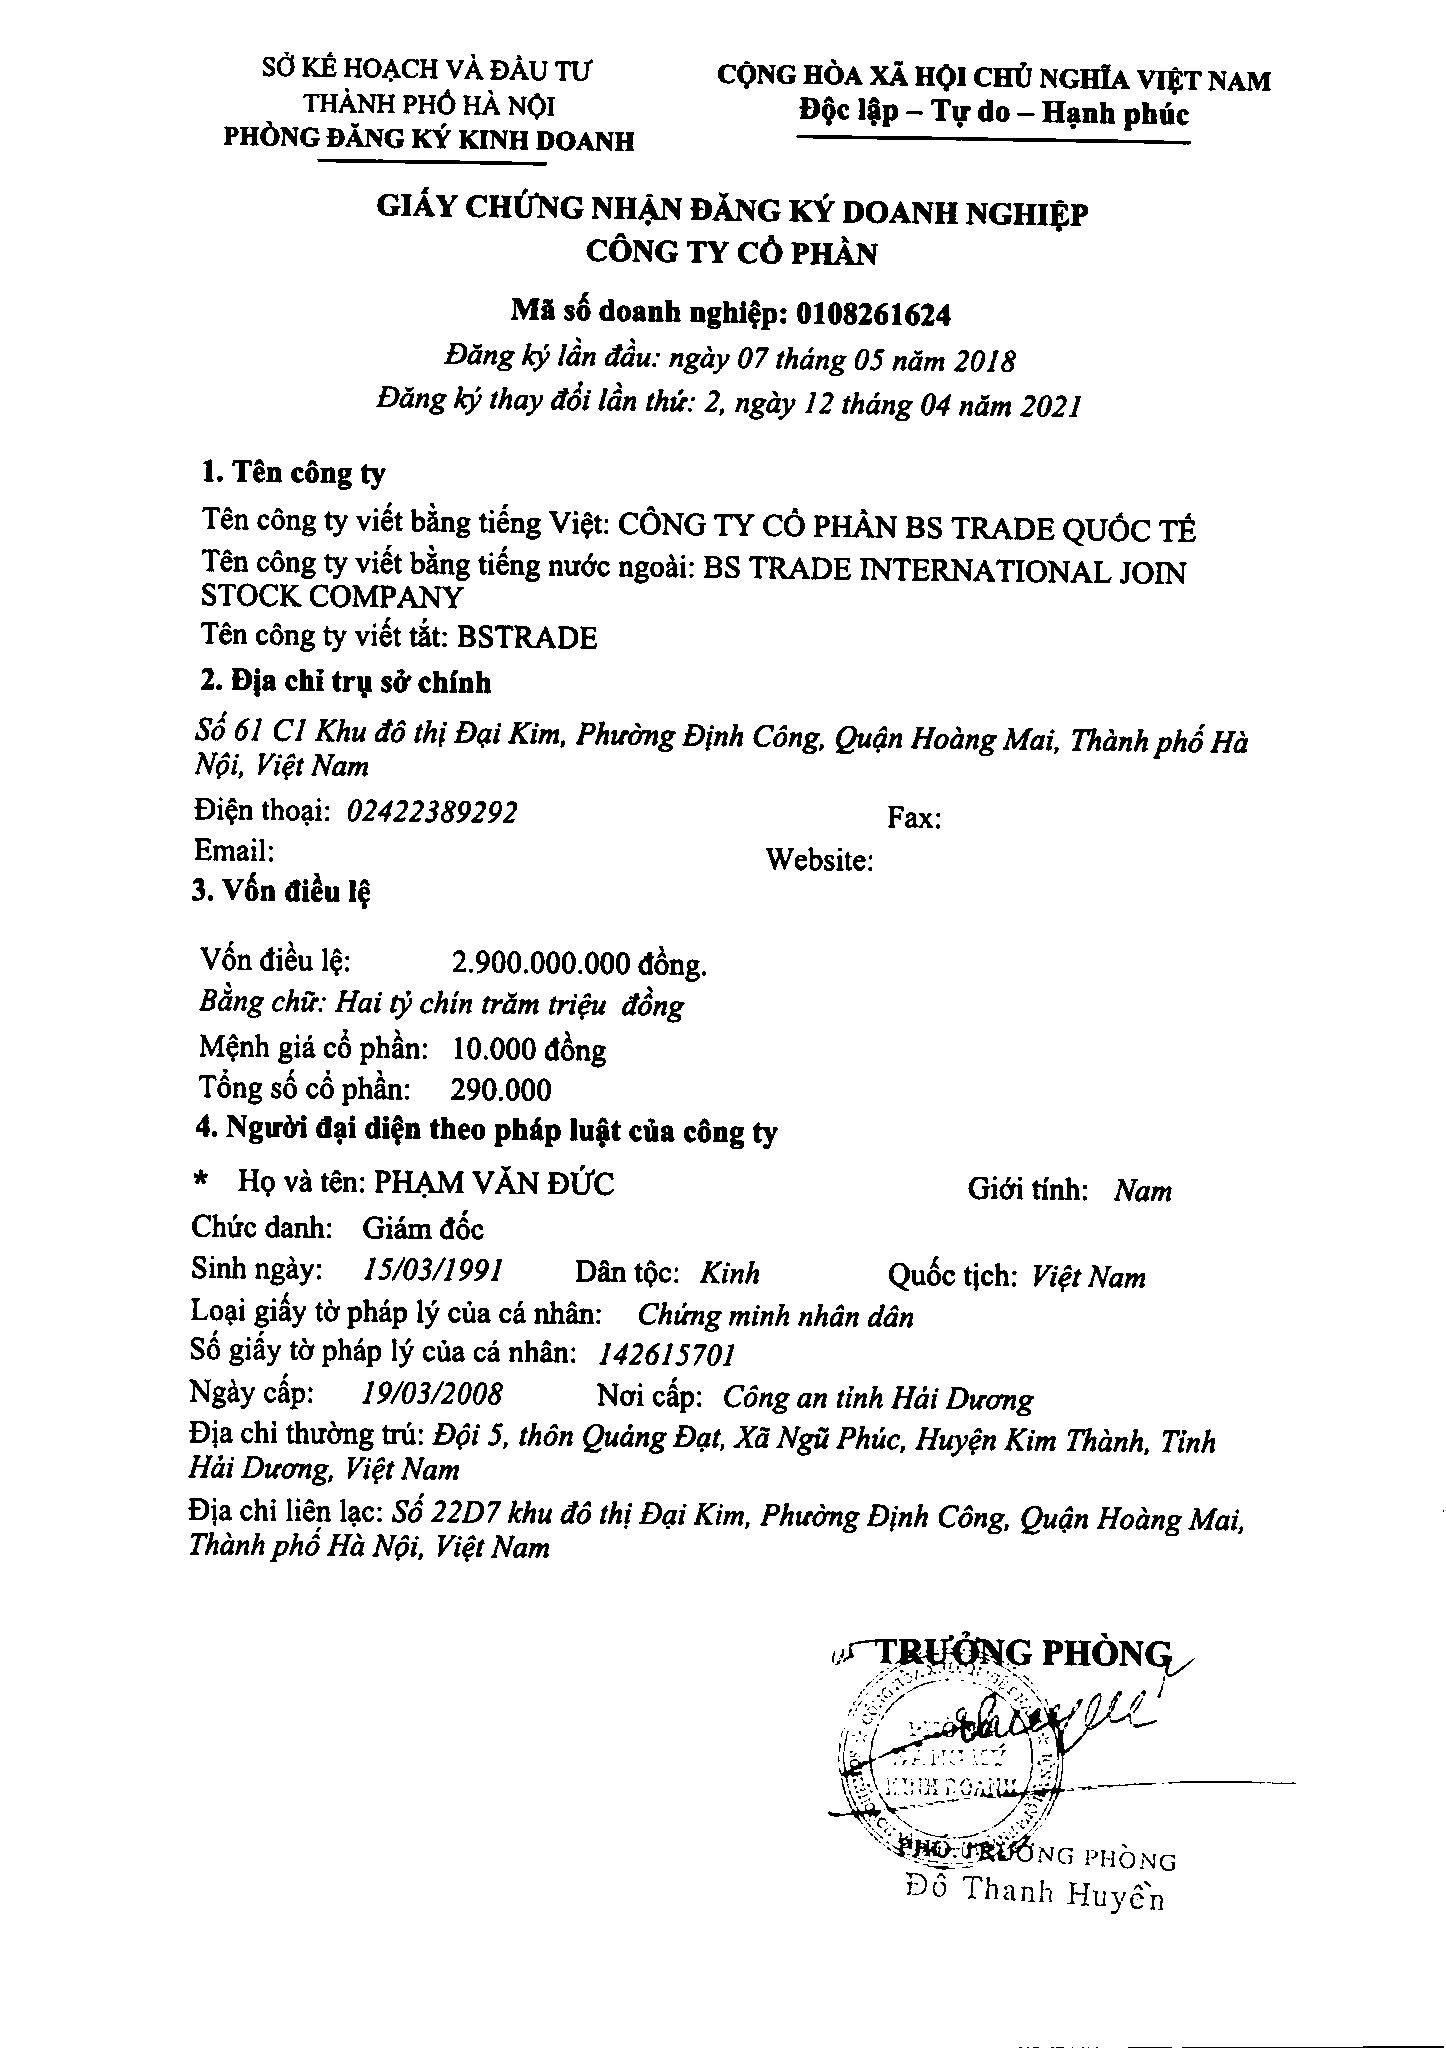 SỞ KẾ HOẠCH VÀ ĐẦU TƯ
THÀNH PHỐ HÀ NỘI
PHÒNG ĐĂNG KÝ KINH DOANH
CỘNG HÒA XÃ HỘI CHỦ NGHĨA VIỆT NAM
Độc lập – Tự do – Hạnh phúc
GIẤY CHỨNG NHẬN ĐĂNG KÝ DOANH NGHIỆP
CÔNG TY CỔ PHẦN
Mã số doanh nghiệp: 0108261624
Đăng ký lần đầu: ngày 07 tháng 05 năm 2018
Đăng ký thay đổi lần thứ: 2, ngày 12 tháng 04 năm 2021
1. Tên công ty
Tên công ty viết bằng tiếng Việt: CÔNG TY CỔ PHẦN BS TRADE QUỐC TẾ
Tên công ty viết bằng tiếng nước ngoài: BS TRADE INTERNATIONAL JOIN
STOCK COMPANY
Tên công ty viết tắt: BSTRADE
2. Địa chỉ trụ sở chính
Số 61 C1 Khu đô thị Đại Kim, Phường Định Công, Quận Hoàng Mai, Thành phố Hà
Nội, Việt Nam
Điện thoại: 02422389292 Fax:
Email: Website:
3. Vốn điều lệ
Vốn điều lệ: 2.900.000.000 đồng.
Bằng chữ: Hai tỷ chín trăm triệu đồng
Mệnh giá cổ phần: 10.000 đồng
Tổng số cổ phần: 290.000
4. Người đại diện theo pháp luật của công ty
* Họ và tên: PHẠM VĂN ĐỨC Giới tính: Nam
Chức danh: Giám đốc
Sinh ngày: 15/03/1991 Dân tộc: Kinh Quốc tịch: Việt Nam
Loại giấy tờ pháp lý của cá nhân: Chứng minh nhân dân
Số giấy tờ pháp lý của cá nhân: 142615701
Ngày cấp: 19/03/2008 Nơi cấp: Công an tỉnh Hải Dương
Địa chỉ thường trú: Đội 5, thôn Quảng Đạt, Xã Ngũ Phúc, Huyện Kim Thành, Tỉnh
Hải Dương, Việt Nam
Địa chỉ liên lạc: Số 22D7 khu đô thị Đại Kim, Phường Định Công, Quận Hoàng Mai,
Thành phố Hà Nội, Việt Nam
TRƯỞNG PHÒNG
PHÒNG
ĐĂNG KÝ
KINH DOANH
PHÓ TRƯỞNG PHÒNG
Đỗ Thanh Huyền